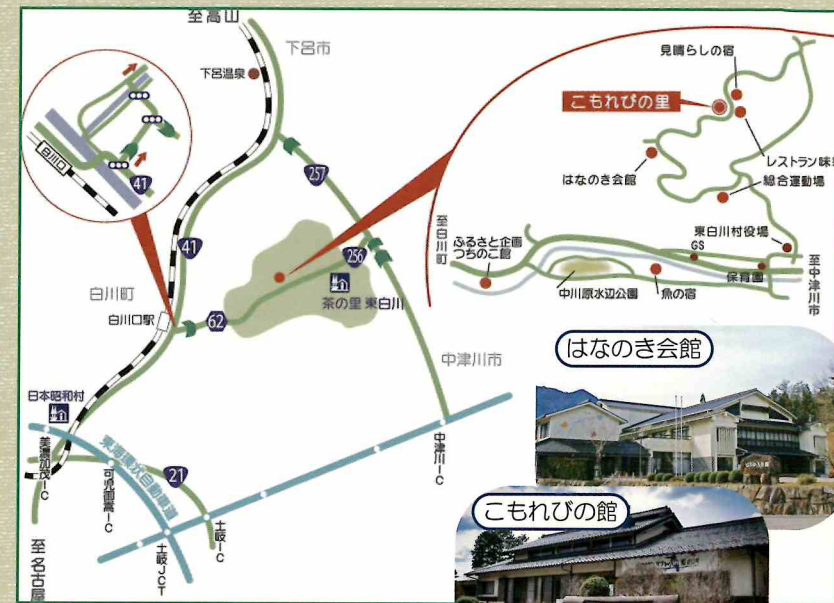 至高山
下呂市
下呂温泉
白川口
41
257
41
256
茶の里 東白川
白川町
白川口駅
62
中津川市
日本昭和村
美濃加茂IC
東海環状自動車道
可児御嵩IC
21
土岐IC
土岐JCT
中津川IC
至名古屋
見晴らしの宿
こもれびの里
レストラン味
はなのき会館
総合運動場
東白川村役場
至白川町
ふるさと企画
つちのこ館
GS
保育園
至中津川市
中川原水辺公園
魚の宿
はなのき会館
こもれびの館